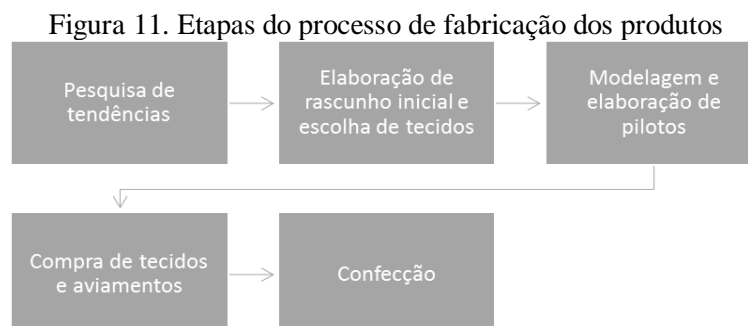 Figura 11. Etapas do processo de fabricação dos produtos
Pesquisa de
tendências
Elaboração de
rascunho inicial e
escolha de tecidos
Modelagem e
elaboração de
pilotos
Compra de tecidos
e aviamentos
Confecção